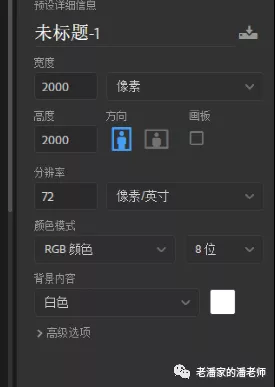 预设详细信息
未标题-1
宽度
2000 像素
高度 方向 画板
2000
分辨率
72 像素/英寸
颜色模式
RGB 颜色 8 位
背景内容
白色
高级选项
老潘家的潘老师